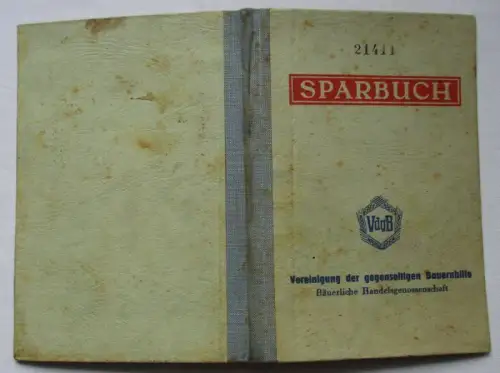 21411
SPARBUCH
VdgB
Vereinigung der gegenseitigen Bauernhilfe
Bäuerliche Handelsgenossenschaft